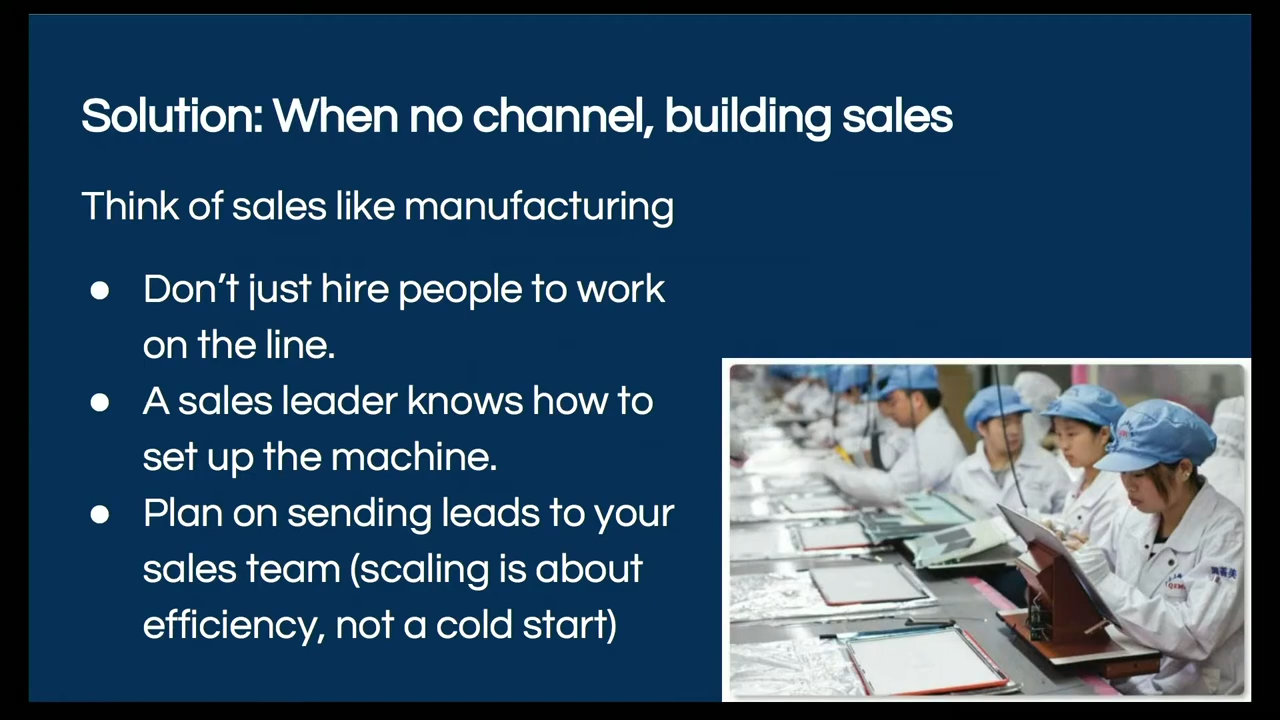 Solution: When no channel, building sales
Think of sales like manufacturing
● Don’t just hire people to work
on the line.
● A sales leader knows how to
set up the machine.
● Plan on sending leads to your
sales team (scaling is about
efficiency, not a cold start)